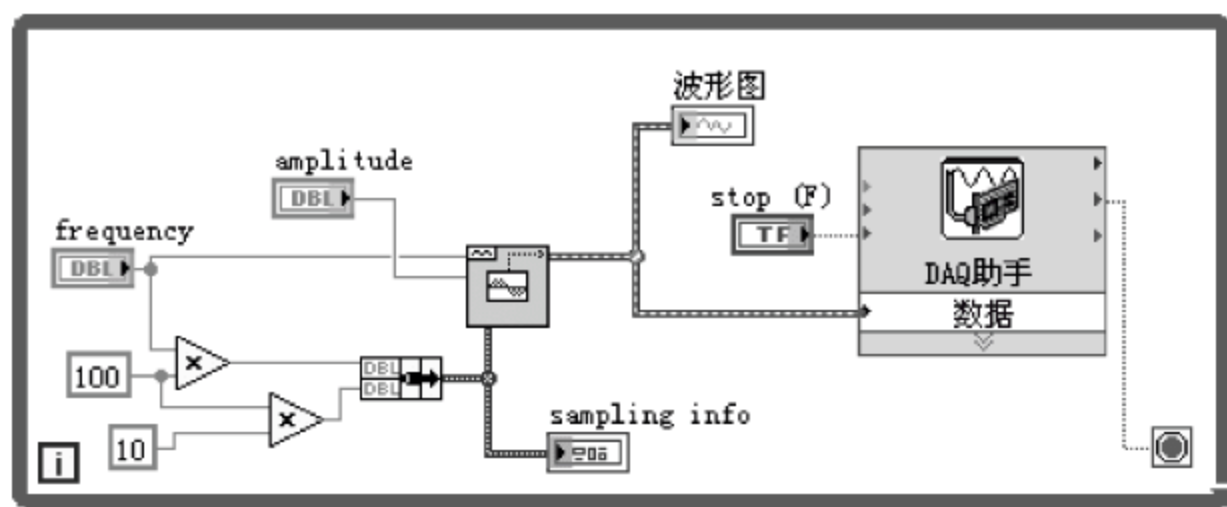 波形图
amplitude
DBL
stop (F)
TF
frequency
DBL
DAQ助手
数据
100
DBL
DBL
10
sampling info
i